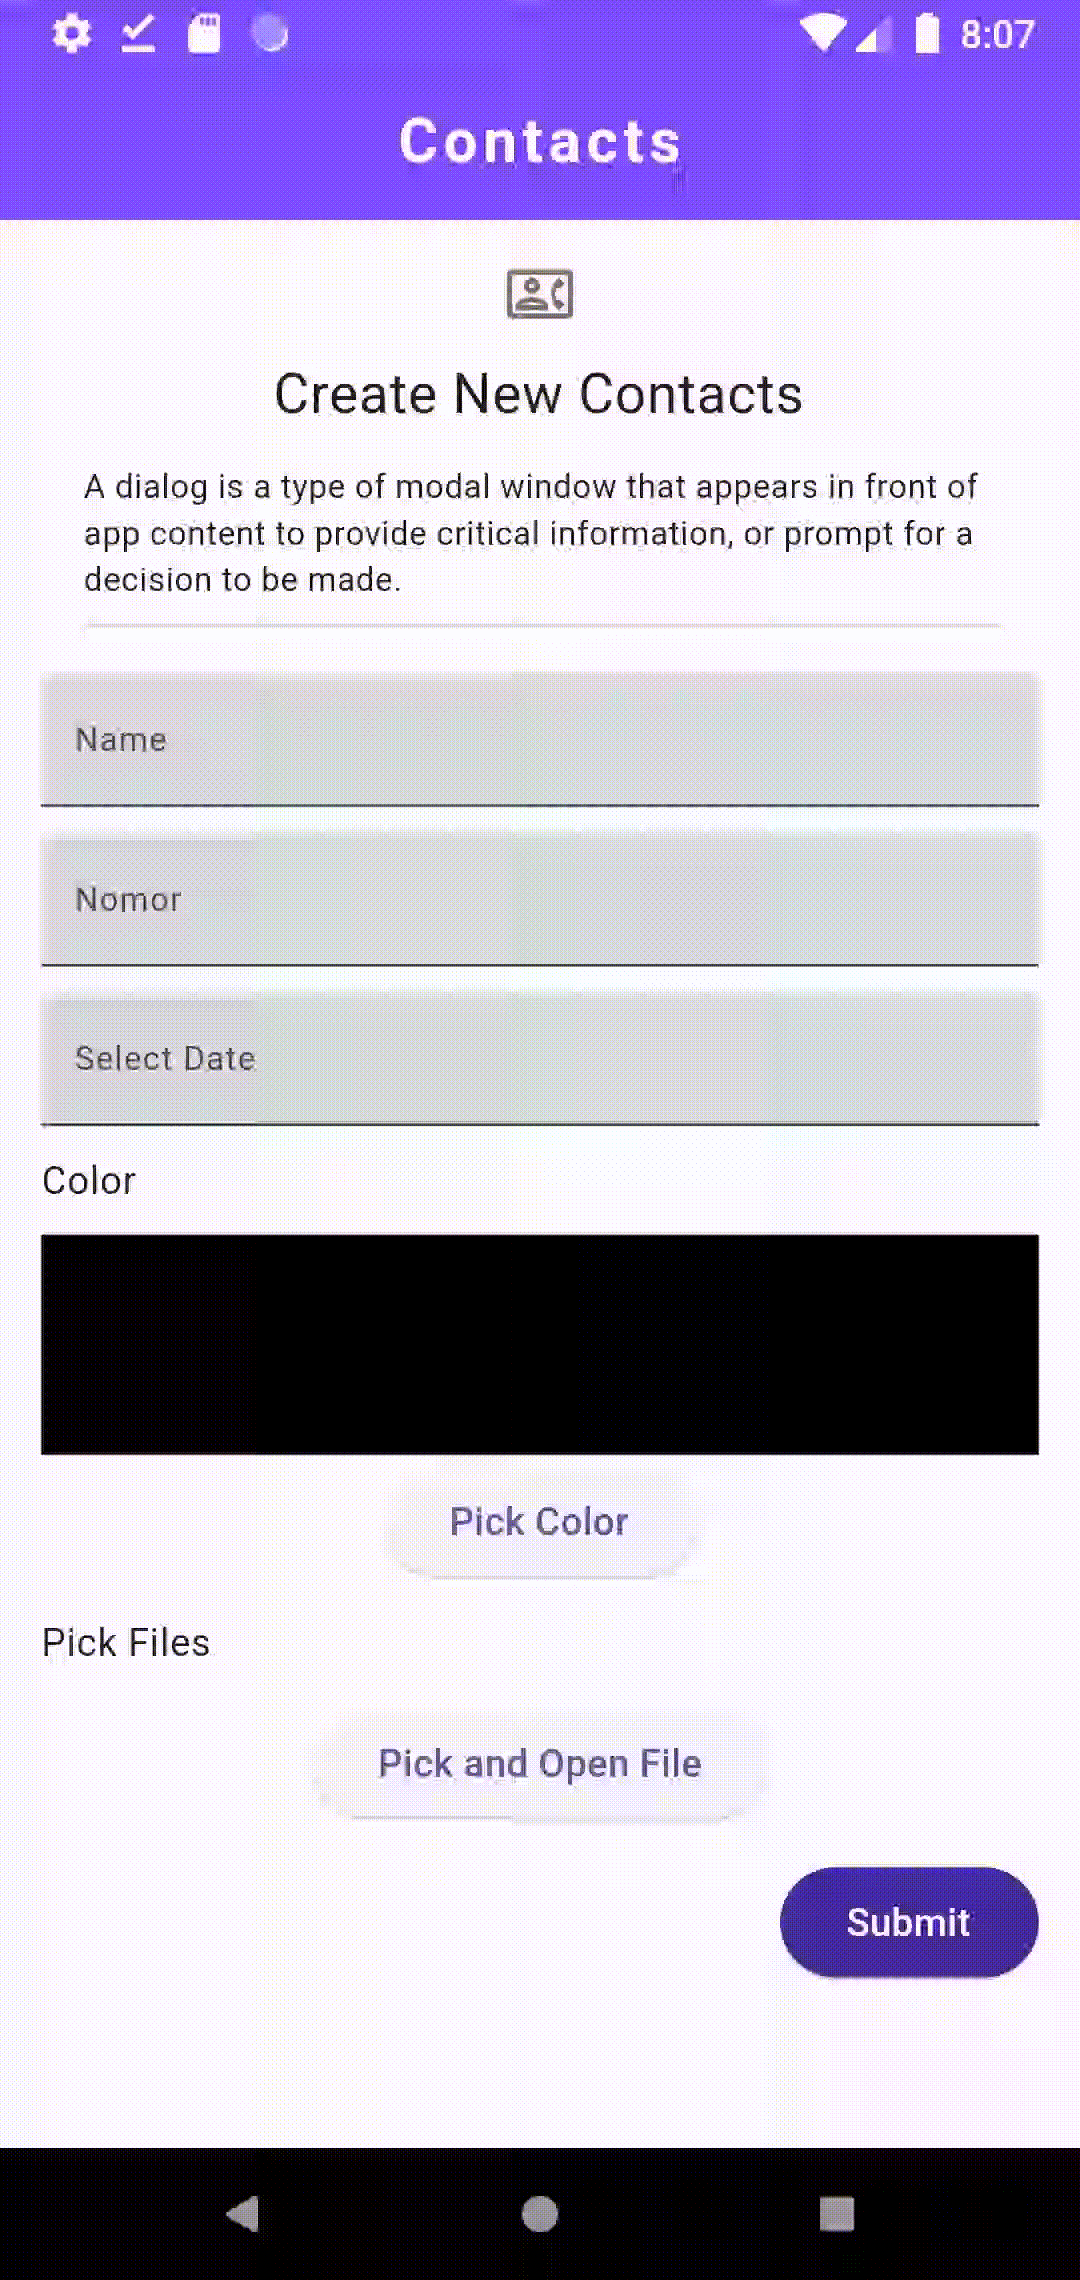 8:07
Contacts
Create New Contacts
A dialog is a type of modal window that appears in front of
app content to provide critical information, or prompt for a
decision to be made.
Name
Nomor
Select Date
Color
Pick Color
Pick Files
Pick and Open File
Submit